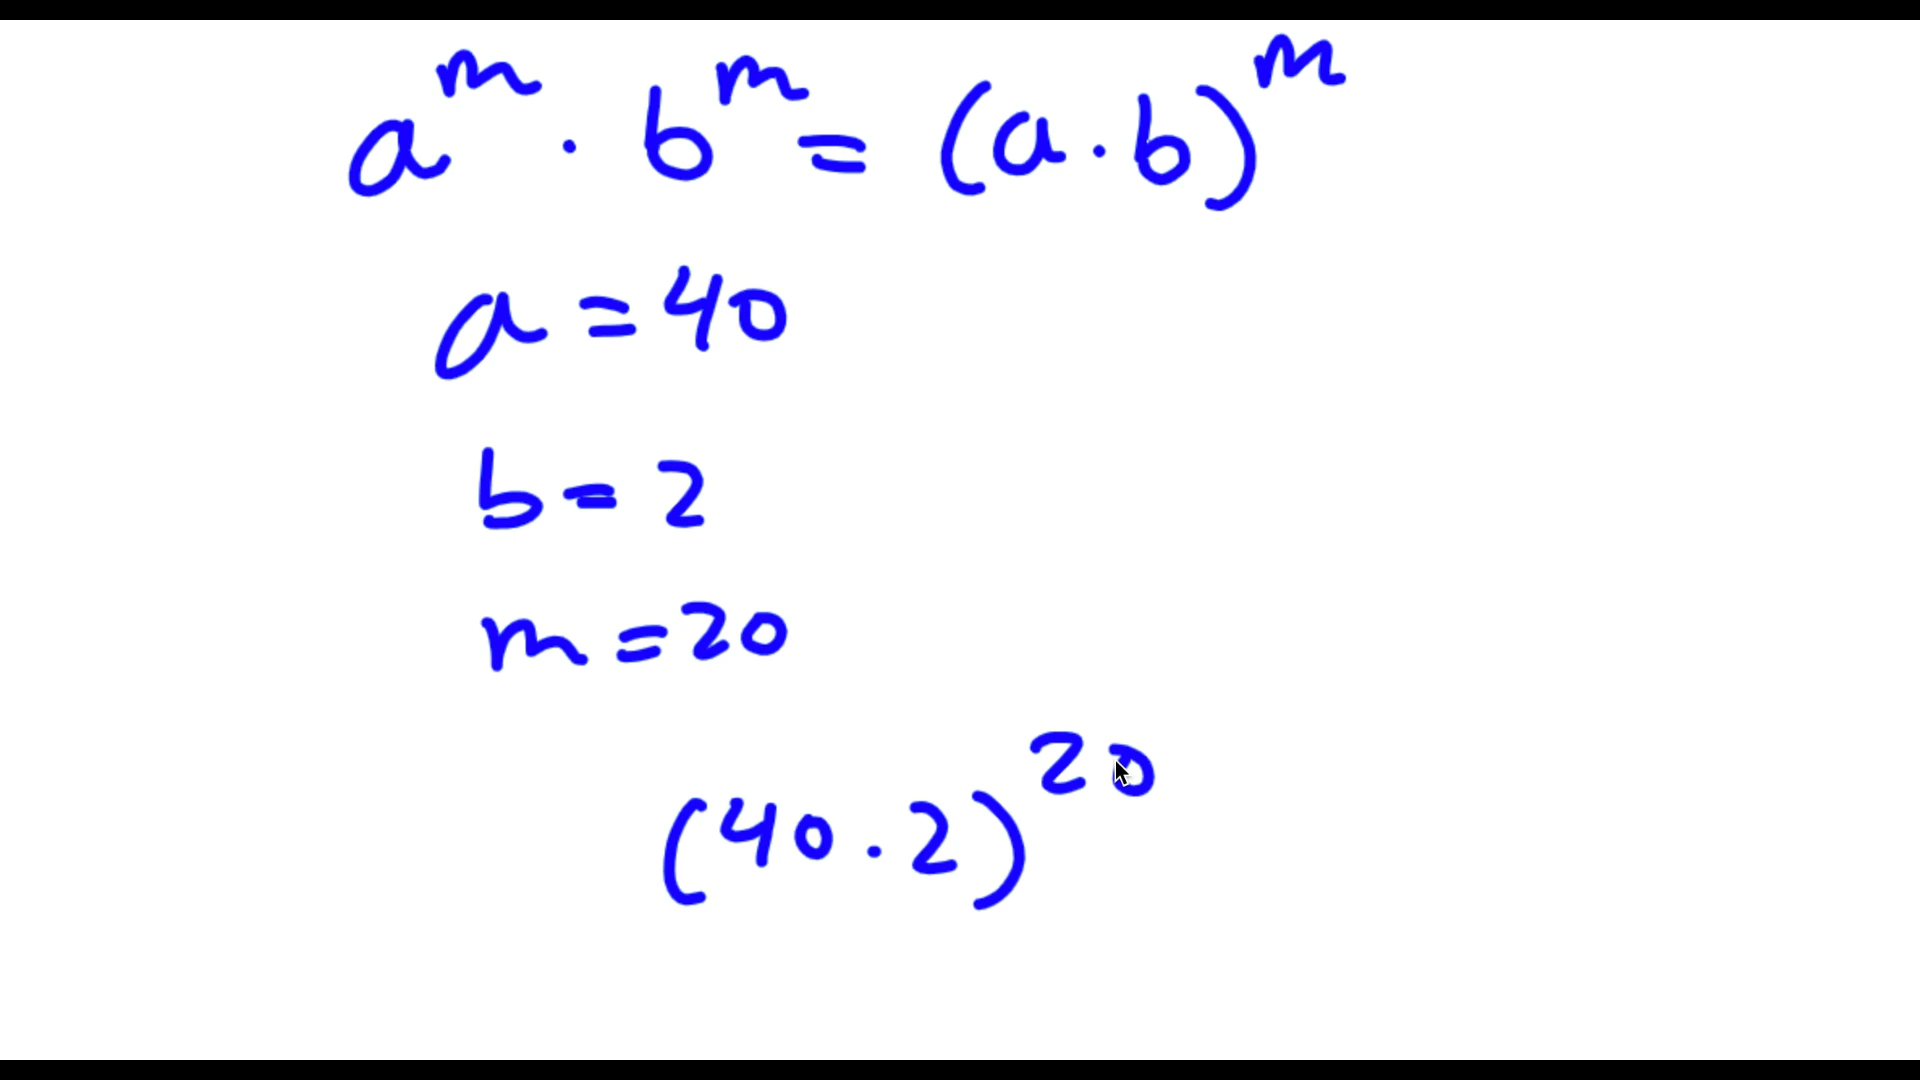 a^m · b^m = (a · b)^m
a = 40
b = 2
m = 20
(40 · 2)^20